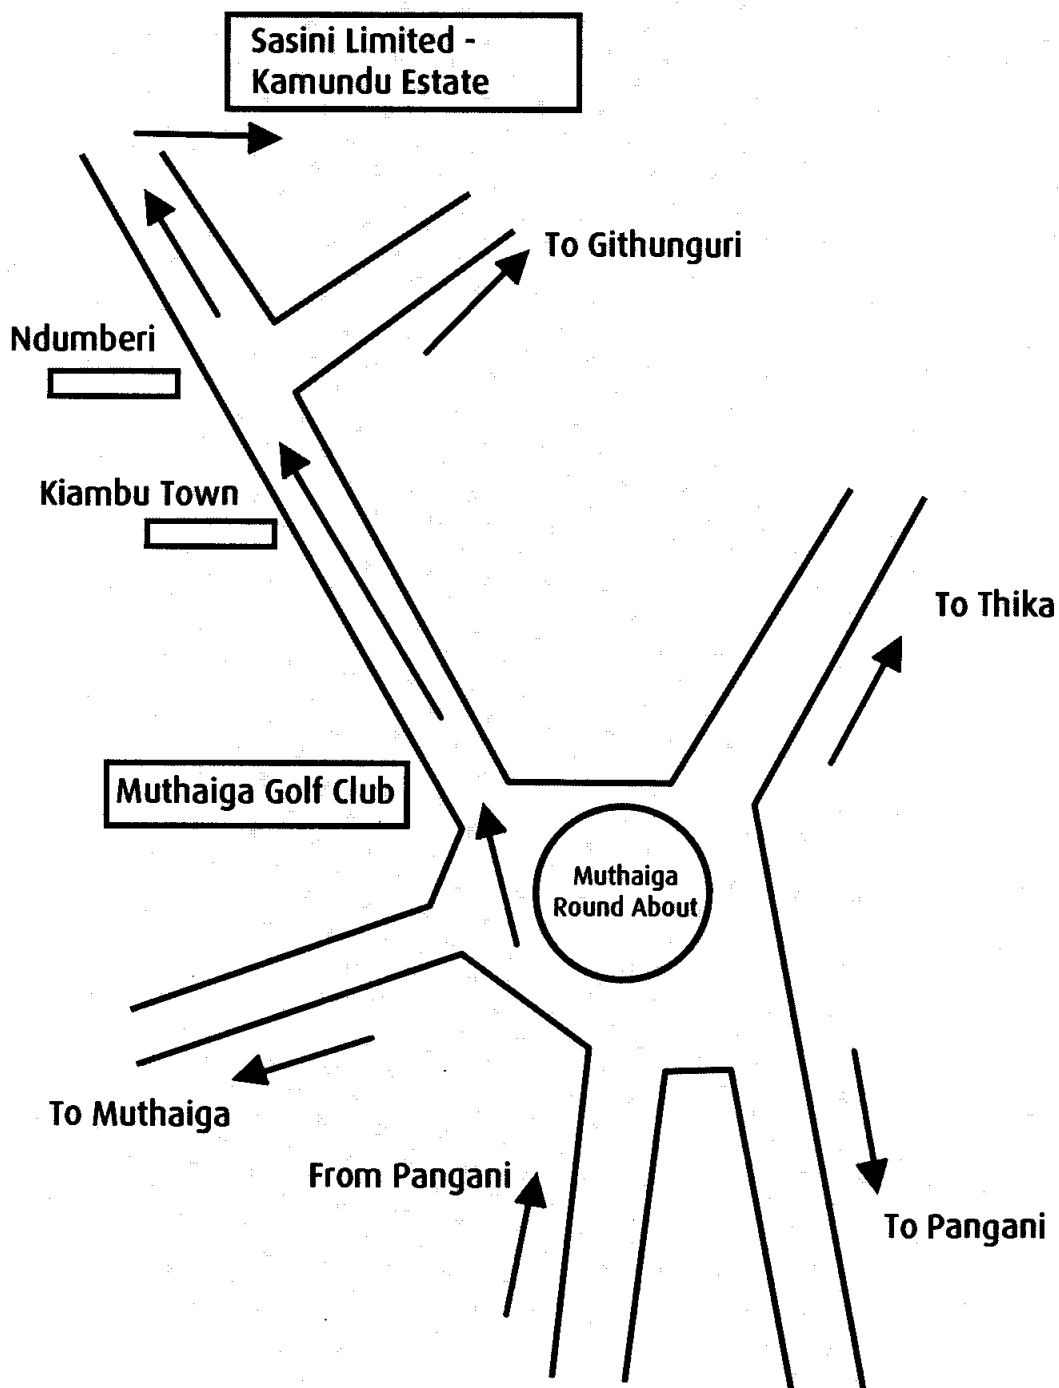 Sasini Limited -
Kamundu Estate
To Githunguri
Ndumberi
Kiambu Town
To Thika
Muthaiga Golf Club
Muthaiga
Round About
To Muthaiga
From Pangani
To Pangani